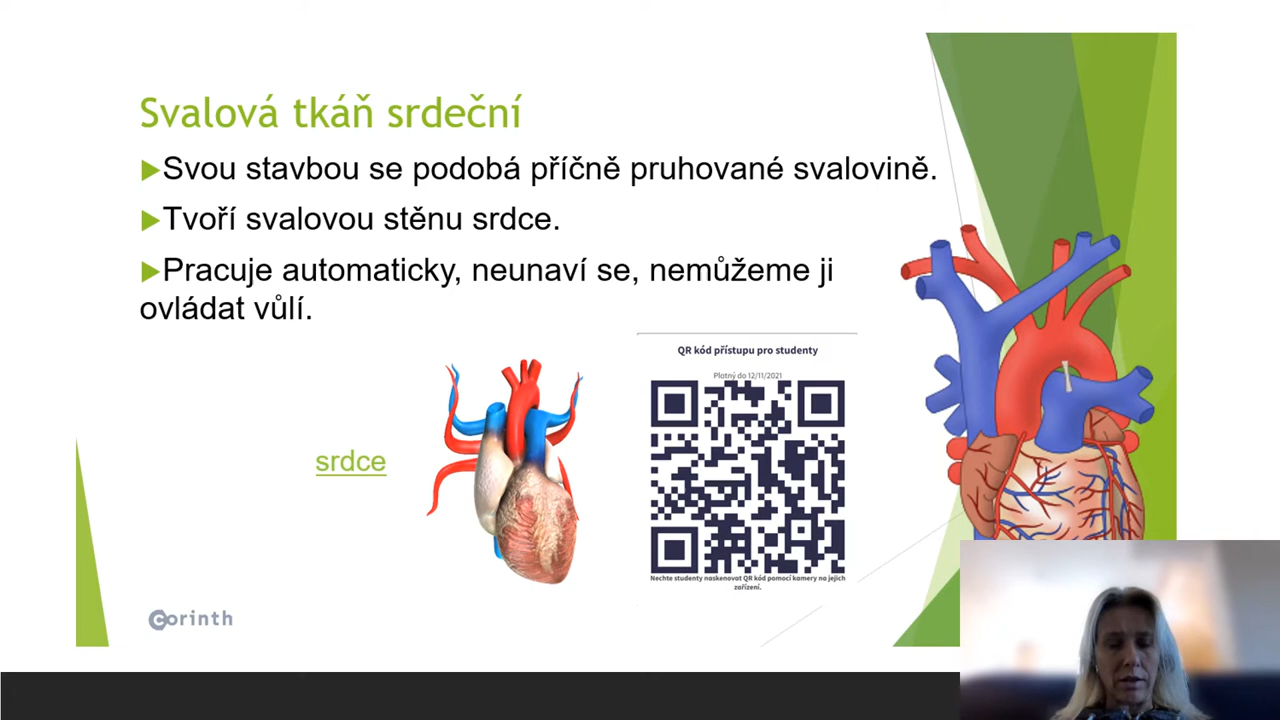 Svalová tkáň srdeční
Svou stavbou se podobá příčně pruhované svalovině.
Tvoří svalovou stěnu srdce.
Pracuje automaticky, neunaví se, nemůžeme ji
ovládat vůlí.
QR kód přístupu pro studenty
Platný do 12/11/2021
srdce
Nechte studenty naskenovat QR kód pomocí kamery na jejich
zařízení.
corinth